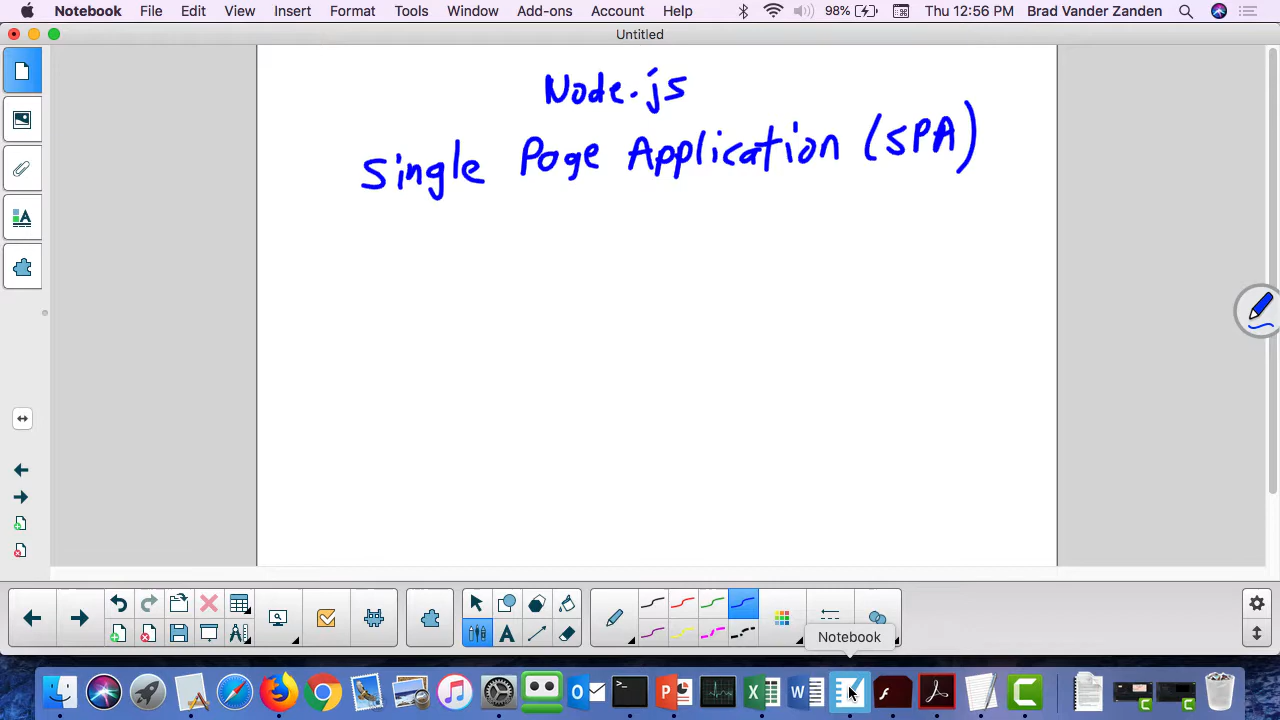 Notebook File Edit View Insert Format Tools Window Add-ons Account Help 98% Thu 12:56 PM Brad Vander Zanden
Untitled
Node.js
Single Page Application (SPA)
Notebook